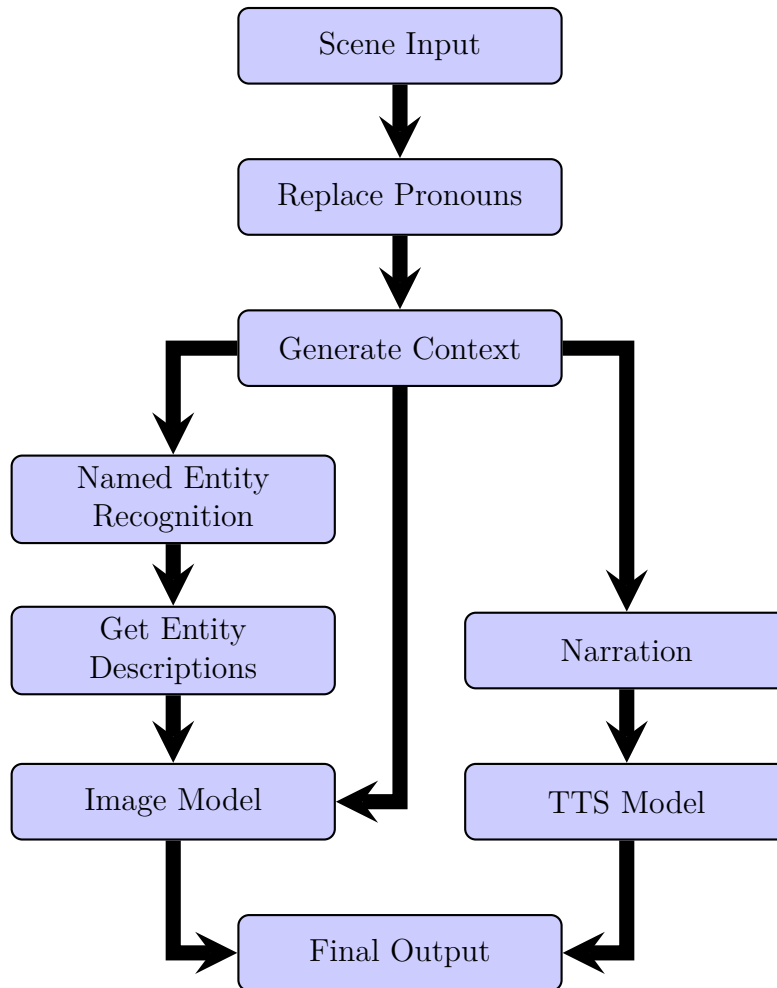 Scene Input
Replace Pronouns
Generate Context
Named Entity
Recognition
Get Entity
Descriptions
Narration
Image Model
TTS Model
Final Output